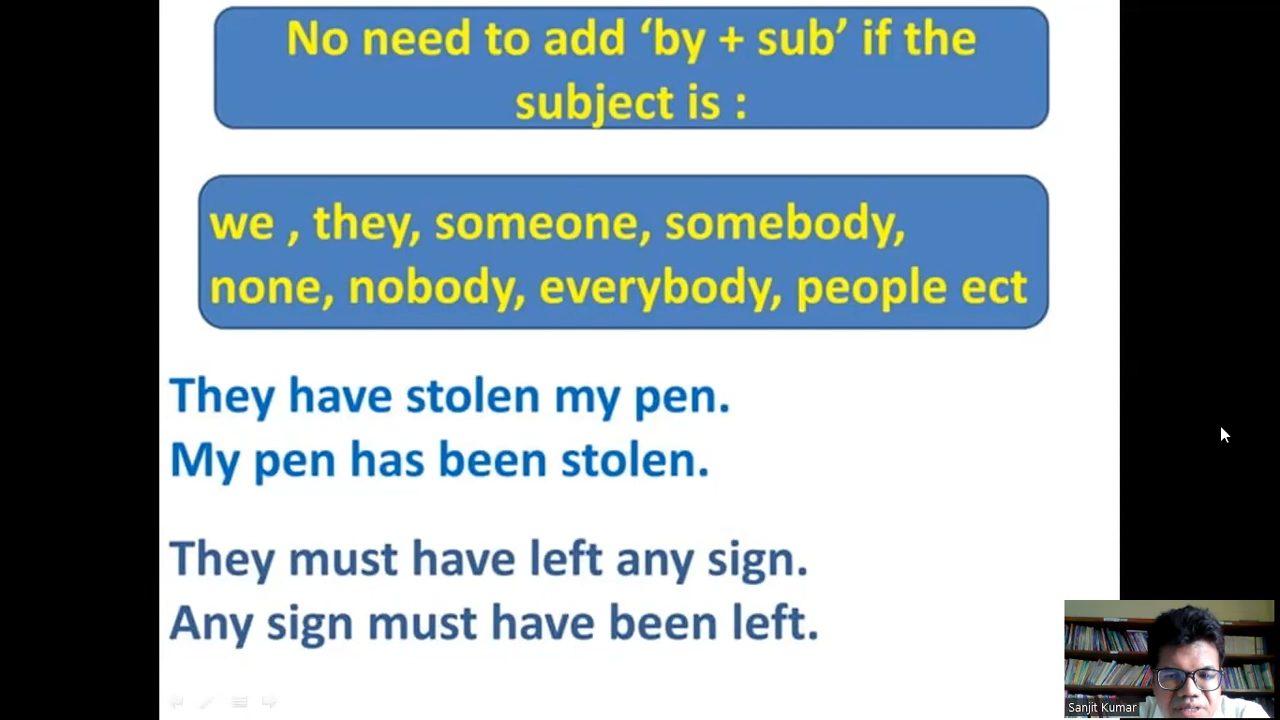 No need to add ‘by + sub’ if the
subject is :
we , they, someone, somebody,
none, nobody, everybody, people ect
They have stolen my pen.
My pen has been stolen.
They must have left any sign.
Any sign must have been left.
Sanjit Kumar